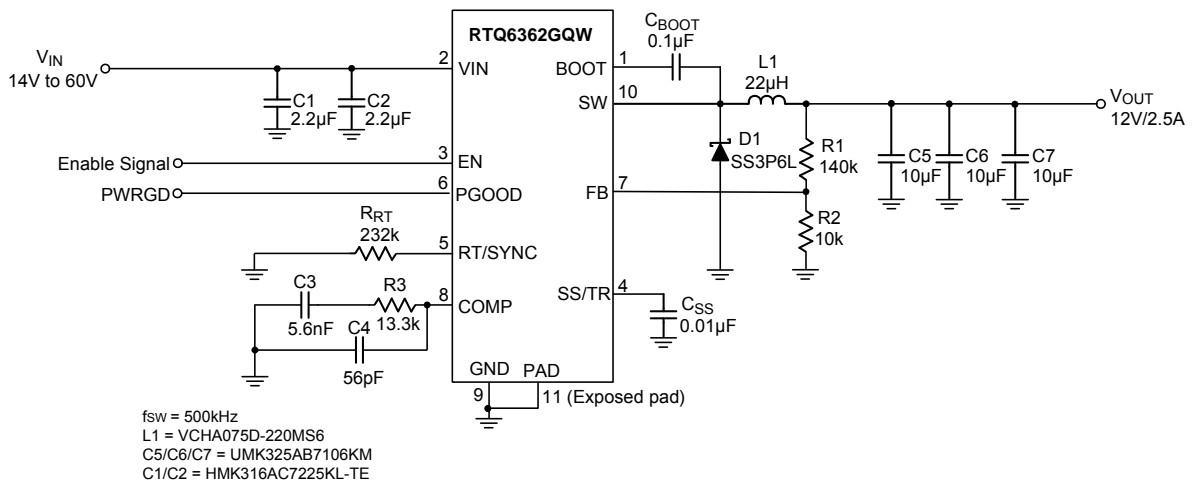 RTQ6362GQW
CBOOT
0.1µF
VIN
14V to 60V
2
VIN
BOOT
1
L1
22µH
SW
10
VOUT
12V/2.5A
C1
2.2µF
C2
2.2µF
D1
SS3P6L
R1
140k
C5
10µF
C6
10µF
C7
10µF
Enable Signal
3
EN
PWRGD
6
PGOOD
FB
7
R2
10k
RRT
232k
5
RT/SYNC
C3
5.6nF
R3
13.3k
8
COMP
SS/TR
4
CSS
0.01µF
C4
56pF
GND
PAD
9
11 (Exposed pad)
fSW = 500kHz
L1 = VCHA075D-220MS6
C5/C6/C7 = UMK325AB7106KM
C1/C2 = HMK316AC7225KL-TE